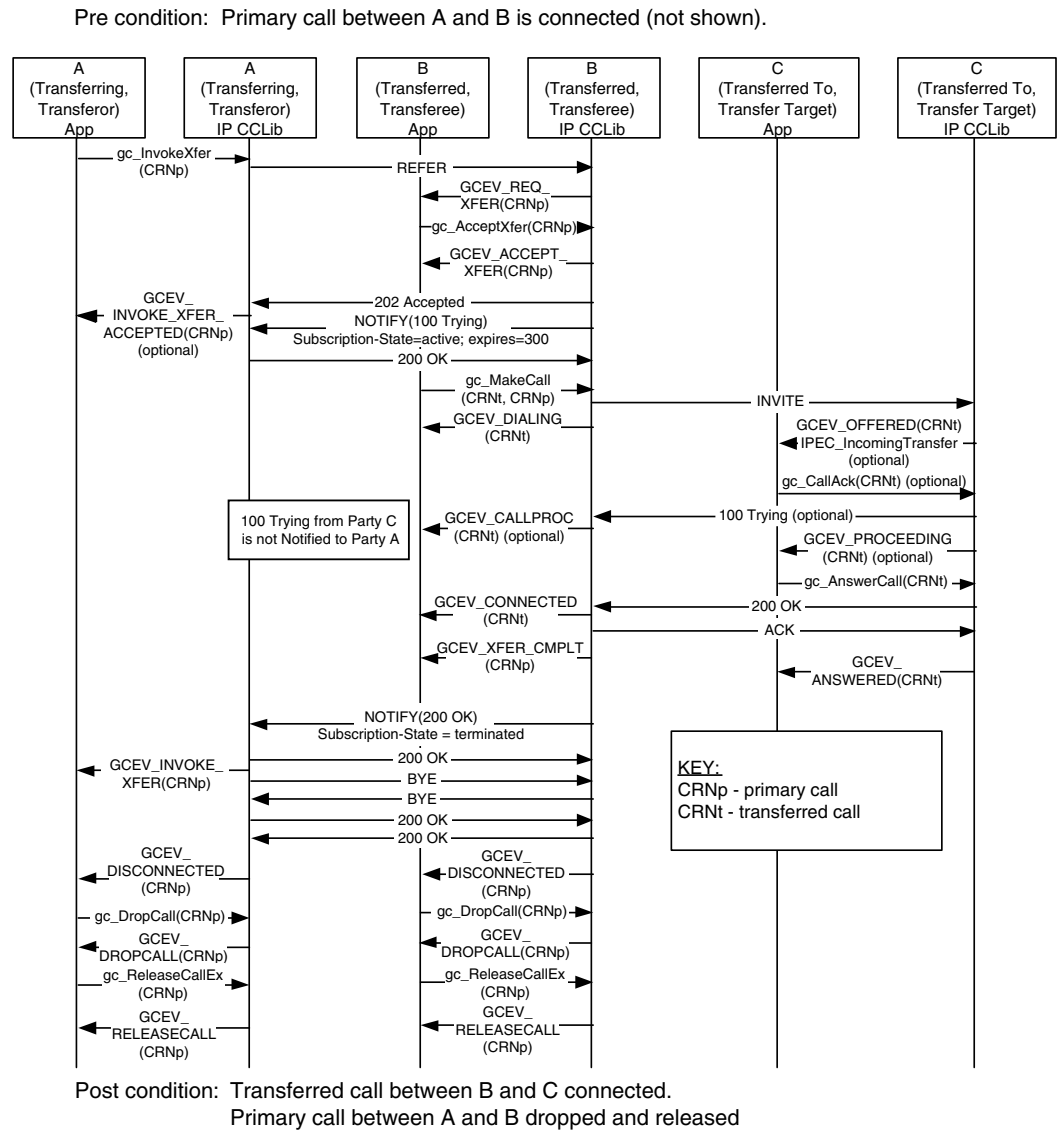 Pre condition: Primary call between A and B is connected (not shown).
A
(Transferring,
Transferor)
App
A
(Transferring,
Transferor)
IP CCLib
B
(Transferred,
Transferee)
App
B
(Transferred,
Transferee)
IP CCLib
C
(Transferred To,
Transfer Target)
App
C
(Transferred To,
Transfer Target)
IP CCLib
gc_InvokeXfer
(CRNp)
REFER
GCEV_REQ_
XFER(CRNp)
gc_AcceptXfer(CRNp)
GCEV_ACCEPT_
XFER(CRNp)
202 Accepted
GCEV_
INVOKE_XFER_
ACCEPTED(CRNp)
(optional)
NOTIFY(100 Trying)
Subscription-State=active; expires=300
200 OK
gc_MakeCall
(CRNt, CRNp)
INVITE
GCEV_DIALING
(CRNt)
GCEV_OFFERED(CRNt)
IPEC_IncomingTransfer
(optional)
gc_CallAck(CRNt) (optional)
100 Trying from Party C
is not Notified to Party A
100 Trying (optional)
GCEV_CALLPROC
(CRNt) (optional)
GCEV_PROCEEDING
(CRNt) (optional)
gc_AnswerCall(CRNt)
200 OK
GCEV_CONNECTED
(CRNt)
ACK
GCEV_XFER_CMPLT
(CRNp)
GCEV_
ANSWERED(CRNt)
NOTIFY(200 OK)
Subscription-State = terminated
200 OK
GCEV_INVOKE_
XFER(CRNp)
BYE
BYE
200 OK
200 OK
KEY:
CRNp - primary call
CRNt - transferred call
GCEV_
DISCONNECTED
(CRNp)
GCEV_
DISCONNECTED
(CRNp)
gc_DropCall(CRNp)
gc_DropCall(CRNp)
GCEV_
DROPCALL(CRNp)
GCEV_
DROPCALL(CRNp)
gc_ReleaseCallEx
(CRNp)
gc_ReleaseCallEx
(CRNp)
GCEV_
RELEASECALL
(CRNp)
GCEV_
RELEASECALL
(CRNp)
Post condition: Transferred call between B and C connected.
Primary call between A and B dropped and released